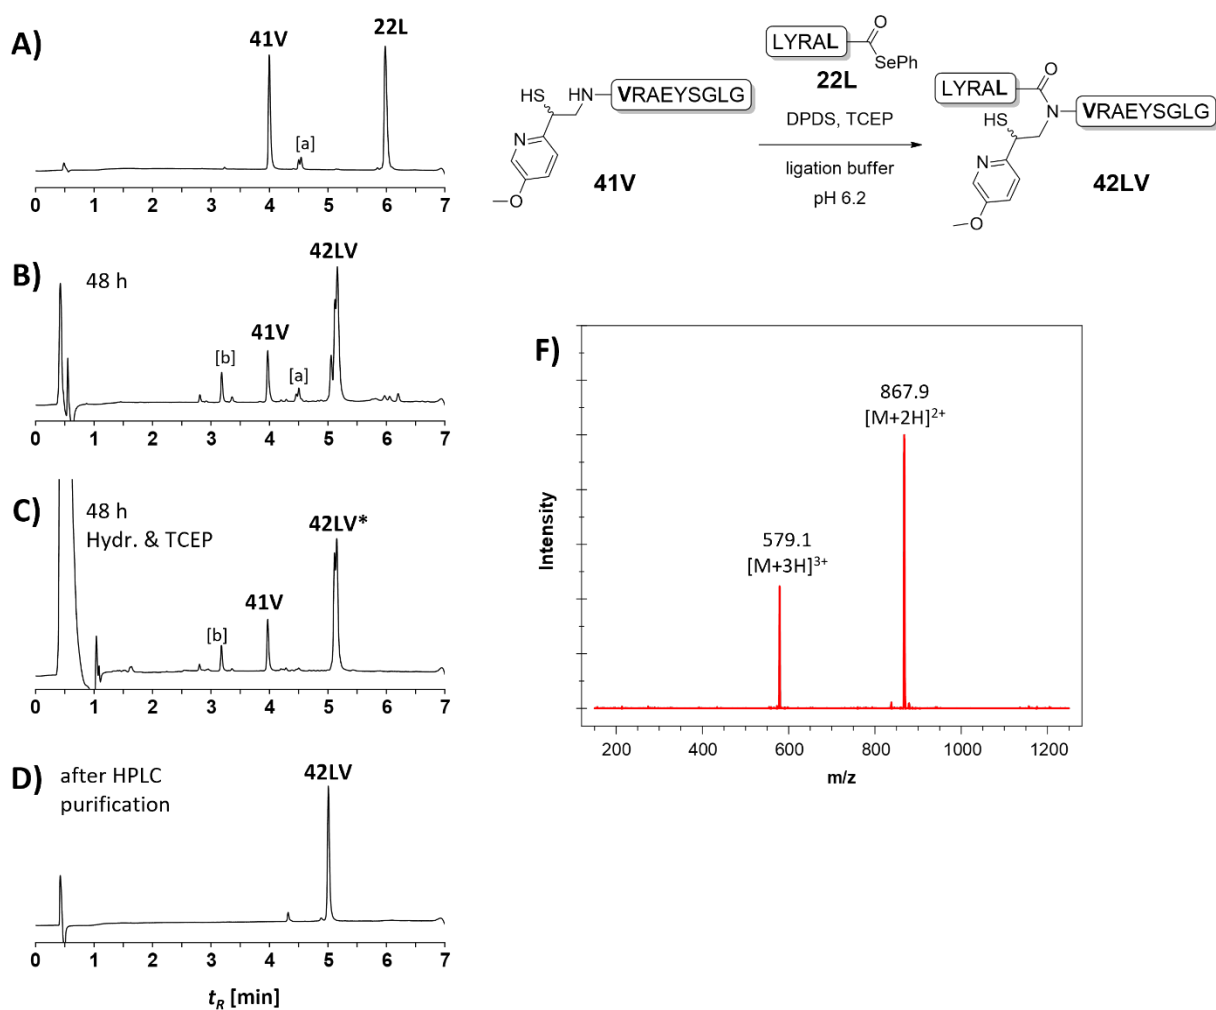 A)
41V
22L
[a]
0 1 2 3 4 5 6 7
HS
HN
VRAEYSGLG
N
O
41V
LYRAL
O
SePh
22L
DPDS, TCEP
ligation buffer
pH 6.2
LYRAL
O
N
VRAEYSGLG
HS
N
O
42LV
B)
48 h
[b]
41V
[a]
42LV
0 1 2 3 4 5 6 7
C)
48 h
Hydr. & TCEP
[b]
41V
42LV*
0 1 2 3 4 5 6 7
D)
after HPLC
purification
42LV
0 1 2 3 4 5 6 7
tR [min]
F)
Intensity
867.9
[M+2H]2+
579.1
[M+3H]3+
200 400 600 800 1000 1200
m/z